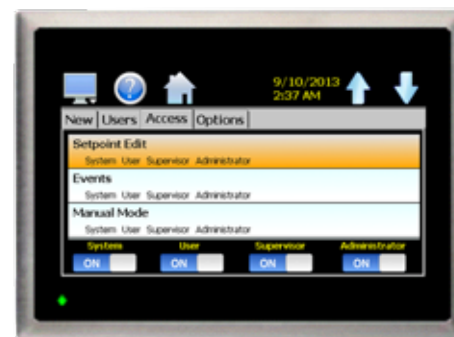 9/10/2013
2:37 AM
New Users Access Options
Setpoint Edit
System User Supervisor Administrator
Events
System User Supervisor Administrator
Manual Mode
System User Supervisor Administrator
System User Supervisor Administrator
ON ON ON ON